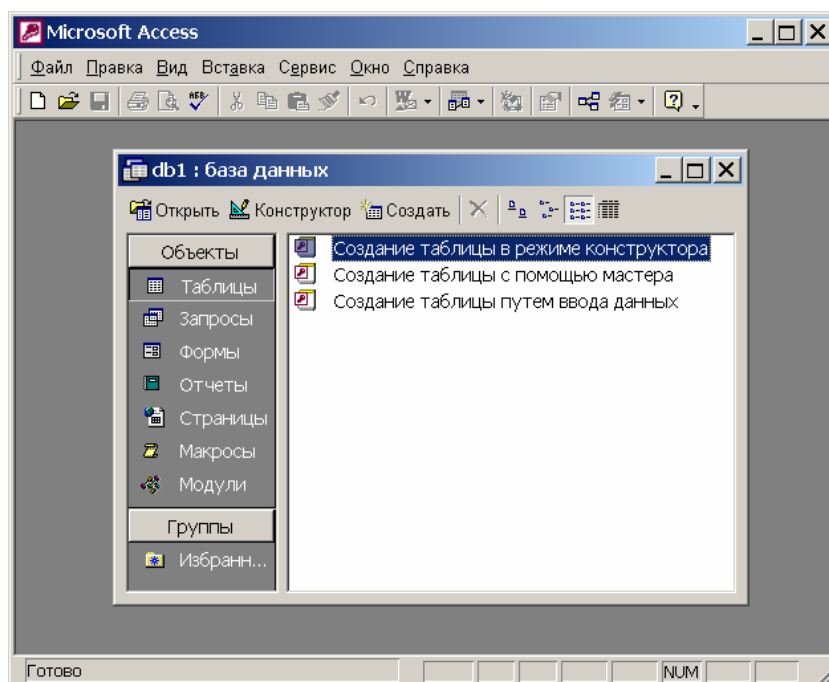 Microsoft Access
Файл Правка Вид Вставка Сервис Окно Справка
db1 : база данных
Открыть Конструктор Создать
Объекты
Таблицы
Запросы
Формы
Отчеты
Страницы
Макросы
Модули
Группы
Избранн...
Создание таблицы в режиме конструктора
Создание таблицы с помощью мастера
Создание таблицы путем ввода данных
Готово
NUM